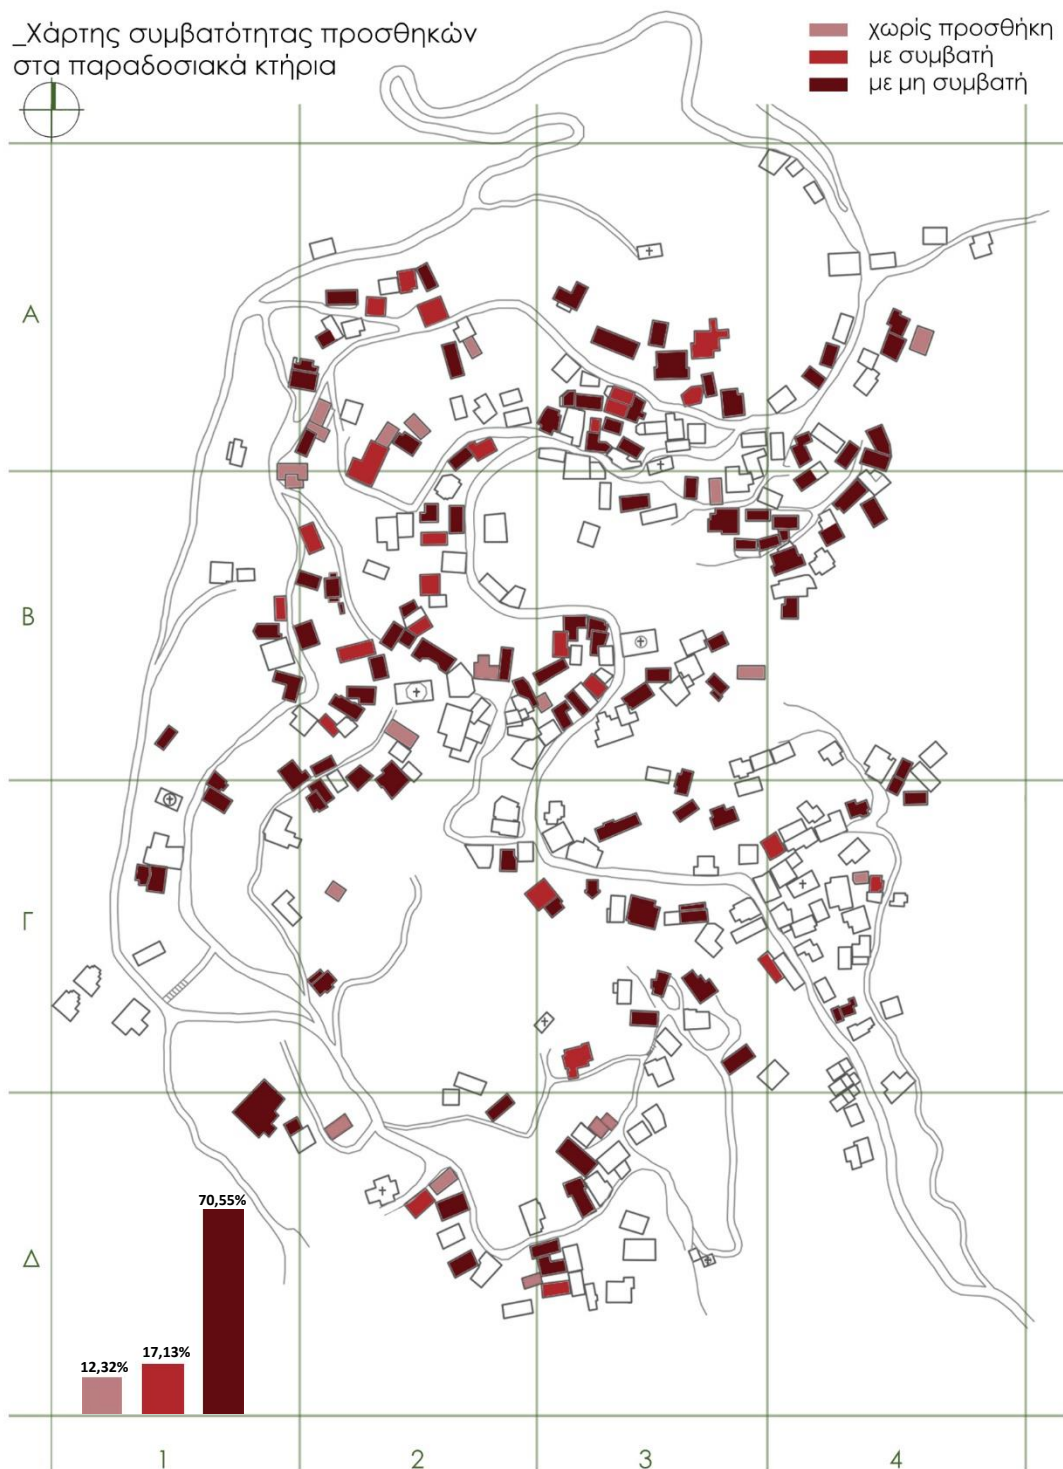 _Χάρτης συμβατότητας προσθηκών
στα παραδοσιακά κτήρια
χωρίς προσθήκη
με συμβατή
με μη συμβατή
Α
Β
Γ
Δ
12,32%
17,13%
70,55%
1
2
3
4